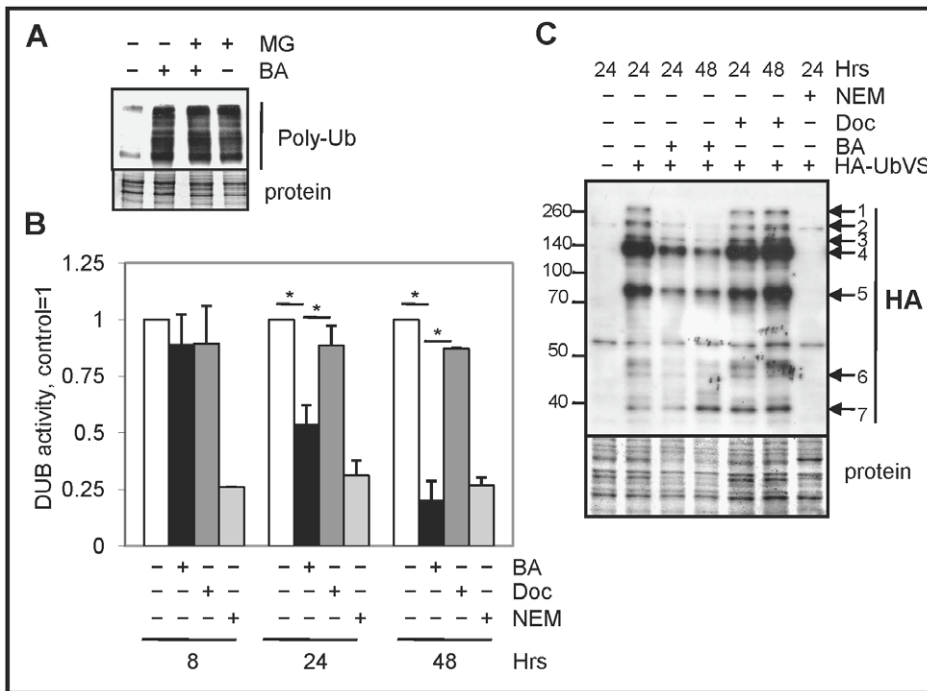 A
– – + + MG
– + + – BA
Poly-Ub
protein
B
1.25
1
0.75
0.5
0.25
0
DUB activity, control=1
* * * *
– + – – – + – – – + – – BA
– – + – – – + – – – + – Doc
– – – + – – – + – – – + NEM
8 24 48 Hrs
C
24 24 24 48 24 48 24 Hrs
– – – – – – + NEM
– – – – + + – Doc
– – + + – – – BA
– + + + + + + HA-UbVS
260
140
100
70
50
40
1
2
3
4
5
6
7
HA
protein